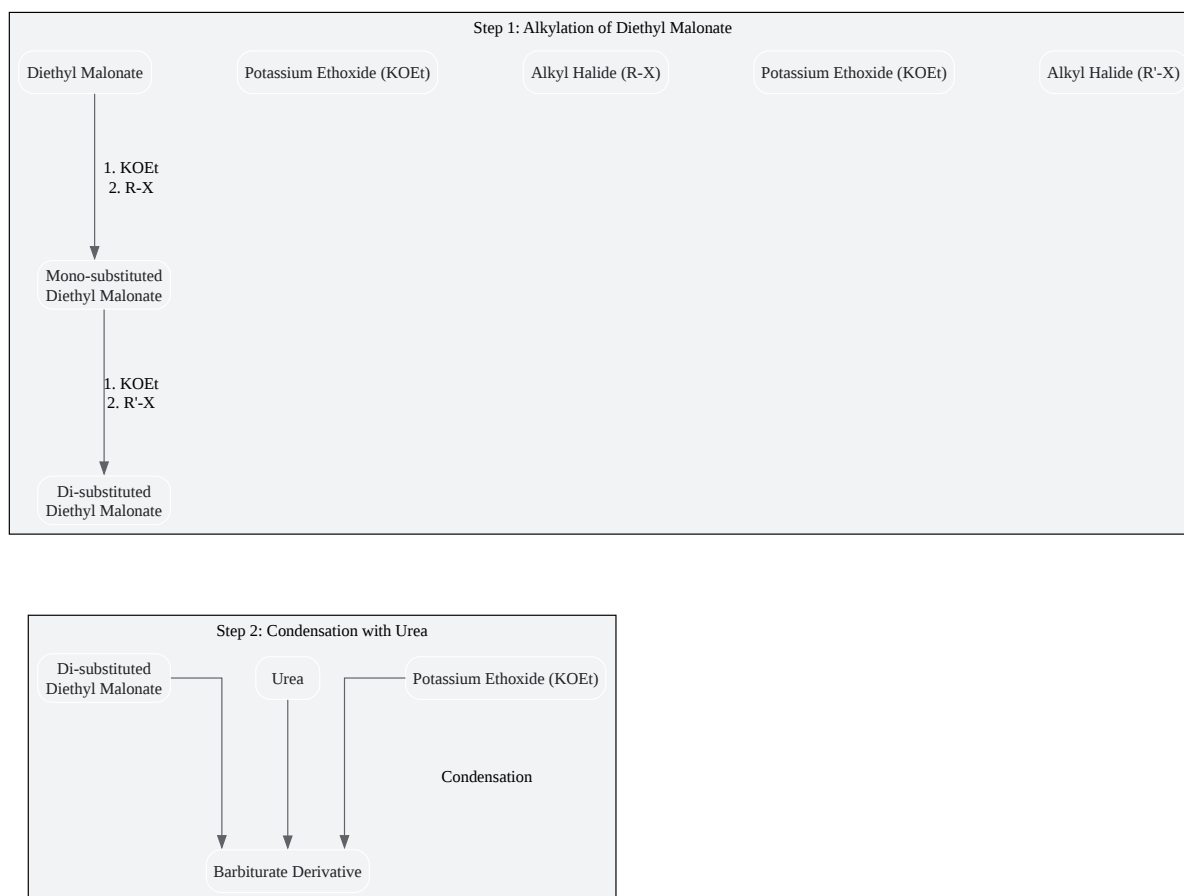 Step 1: Alkylation of Diethyl Malonate
Diethyl Malonate
Potassium Ethoxide (KOEt)
Alkyl Halide (R-X)
Potassium Ethoxide (KOEt)
Alkyl Halide (R'-X)
1. KOEt
2. R-X
Mono-substituted
Diethyl Malonate
1. KOEt
2. R'-X
Di-substituted
Diethyl Malonate
Step 2: Condensation with Urea
Di-substituted
Diethyl Malonate
Urea
Potassium Ethoxide (KOEt)
Condensation
Barbiturate Derivative